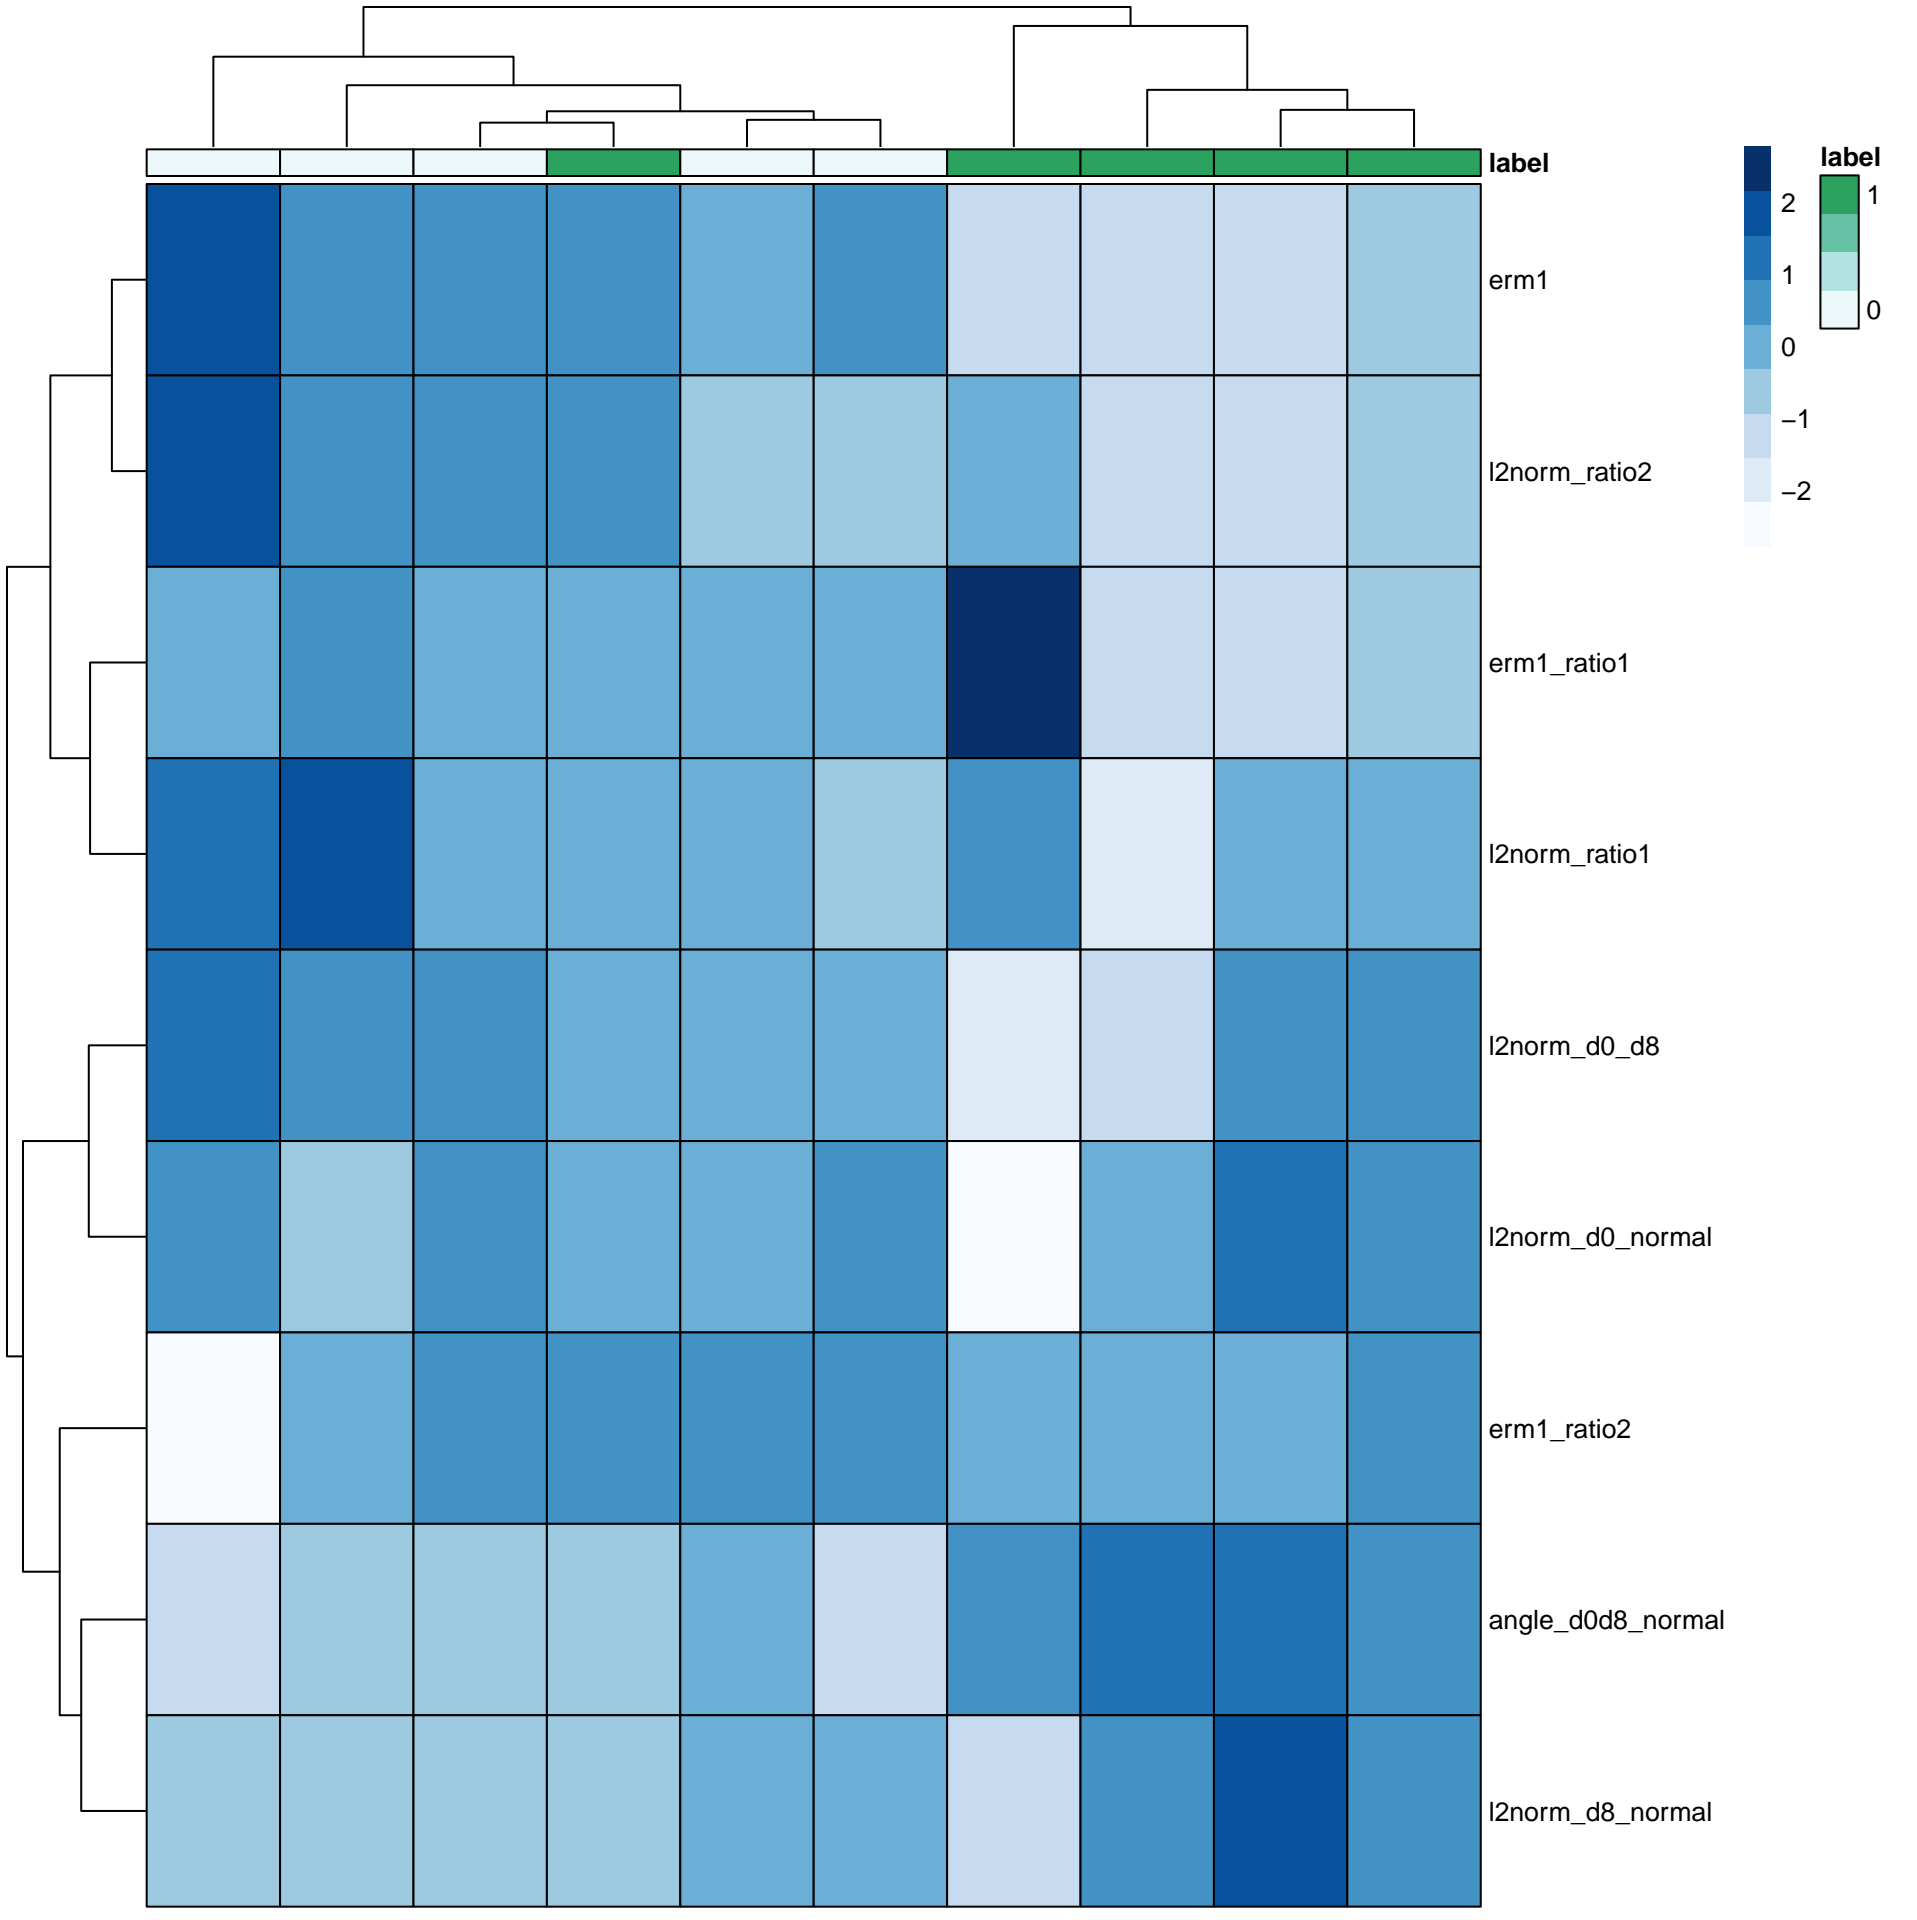 label
erm1
l2norm_ratio2
erm1_ratio1
l2norm_ratio1
l2norm_d0_d8
l2norm_d0_normal
erm1_ratio2
angle_d0d8_normal
l2norm_d8_normal
2
1
0
−1
−2
label
1
0